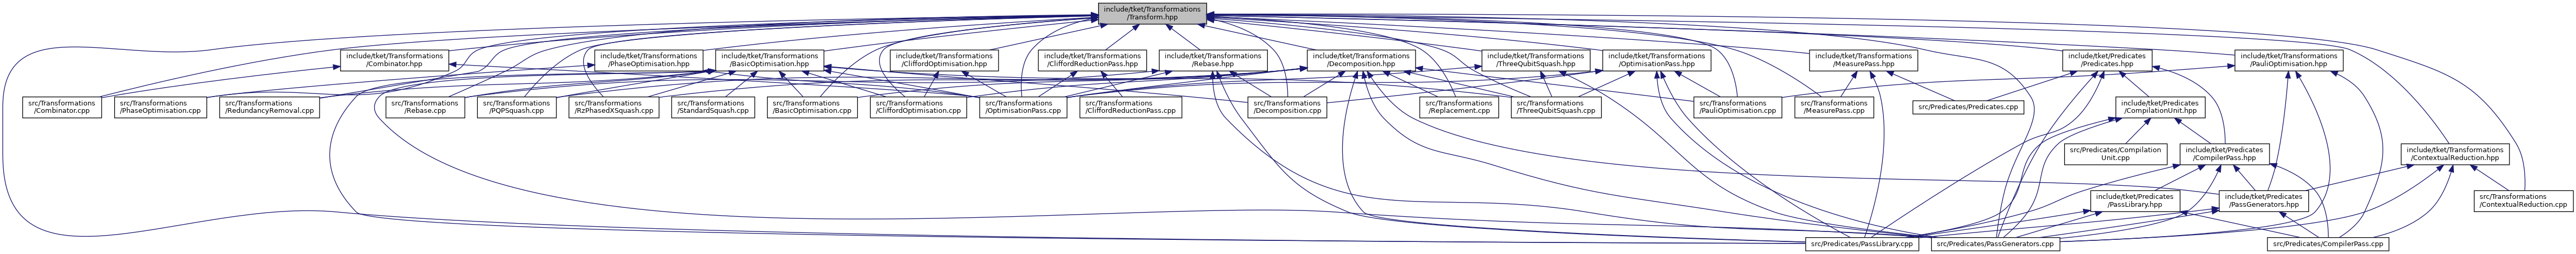 include/tket/Transformations
/Transform.hpp
include/tket/Transformations
/Combinator.hpp
include/tket/Transformations
/PhaseOptimisation.hpp
include/tket/Transformations
/BasicOptimisation.hpp
include/tket/Transformations
/CliffordOptimisation.hpp
include/tket/Transformations
/CliffordReductionPass.hpp
include/tket/Transformations
/Rebase.hpp
include/tket/Transformations
/Decomposition.hpp
include/tket/Transformations
/ThreeQubitSquash.hpp
include/tket/Transformations
/OptimisationPass.hpp
include/tket/Transformations
/MeasurePass.hpp
include/tket/Predicates
/Predicates.hpp
include/tket/Transformations
/PauliOptimisation.hpp
src/Transformations
/Combinator.cpp
src/Transformations
/PhaseOptimisation.cpp
src/Transformations
/RedundancyRemoval.cpp
src/Transformations
/Rebase.cpp
src/Transformations
/PQPSquash.cpp
src/Transformations
/RzPhasedXSquash.cpp
src/Transformations
/StandardSquash.cpp
src/Transformations
/BasicOptimisation.cpp
src/Transformations
/CliffordOptimisation.cpp
src/Transformations
/OptimisationPass.cpp
src/Transformations
/CliffordReductionPass.cpp
src/Transformations
/Decomposition.cpp
src/Transformations
/Replacement.cpp
src/Transformations
/ThreeQubitSquash.cpp
src/Transformations
/PauliOptimisation.cpp
src/Transformations
/MeasurePass.cpp
src/Predicates/Predicates.cpp
include/tket/Predicates
/CompilationUnit.hpp
src/Predicates/Compilation
Unit.cpp
include/tket/Predicates
/CompilerPass.hpp
include/tket/Transformations
/ContextualReduction.hpp
include/tket/Predicates
/PassLibrary.hpp
include/tket/Predicates
/PassGenerators.hpp
src/Transformations
/ContextualReduction.cpp
src/Predicates/PassLibrary.cpp
src/Predicates/PassGenerators.cpp
src/Predicates/CompilerPass.cpp